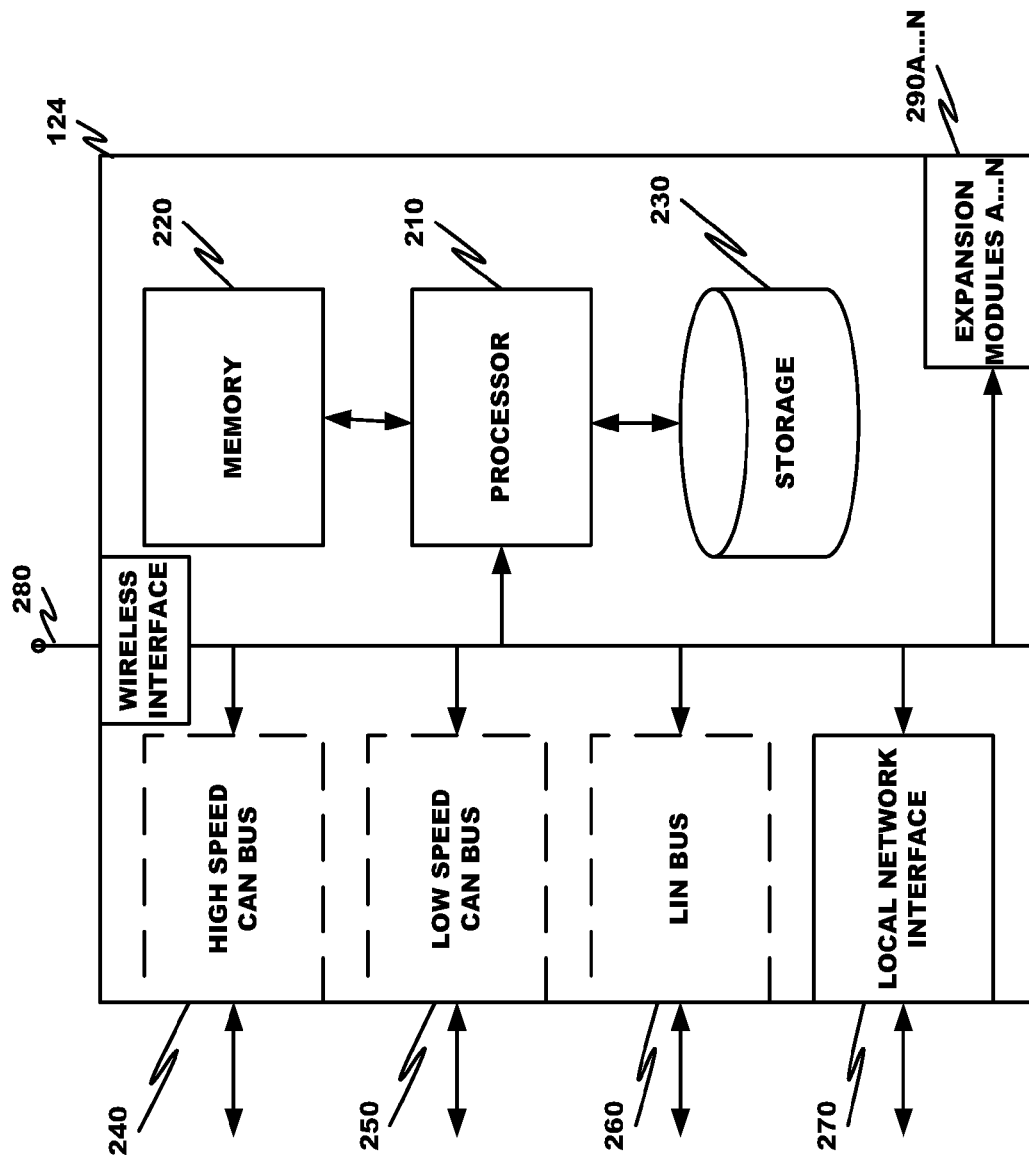 124
280
WIRELESS
INTERFACE
220
MEMORY
210
PROCESSOR
230
STORAGE
290A...N
EXPANSION
MODULES A...N
HIGH SPEED
CAN BUS
240
LOW SPEED
CAN BUS
250
LIN BUS
260
LOCAL NETWORK
INTERFACE
270